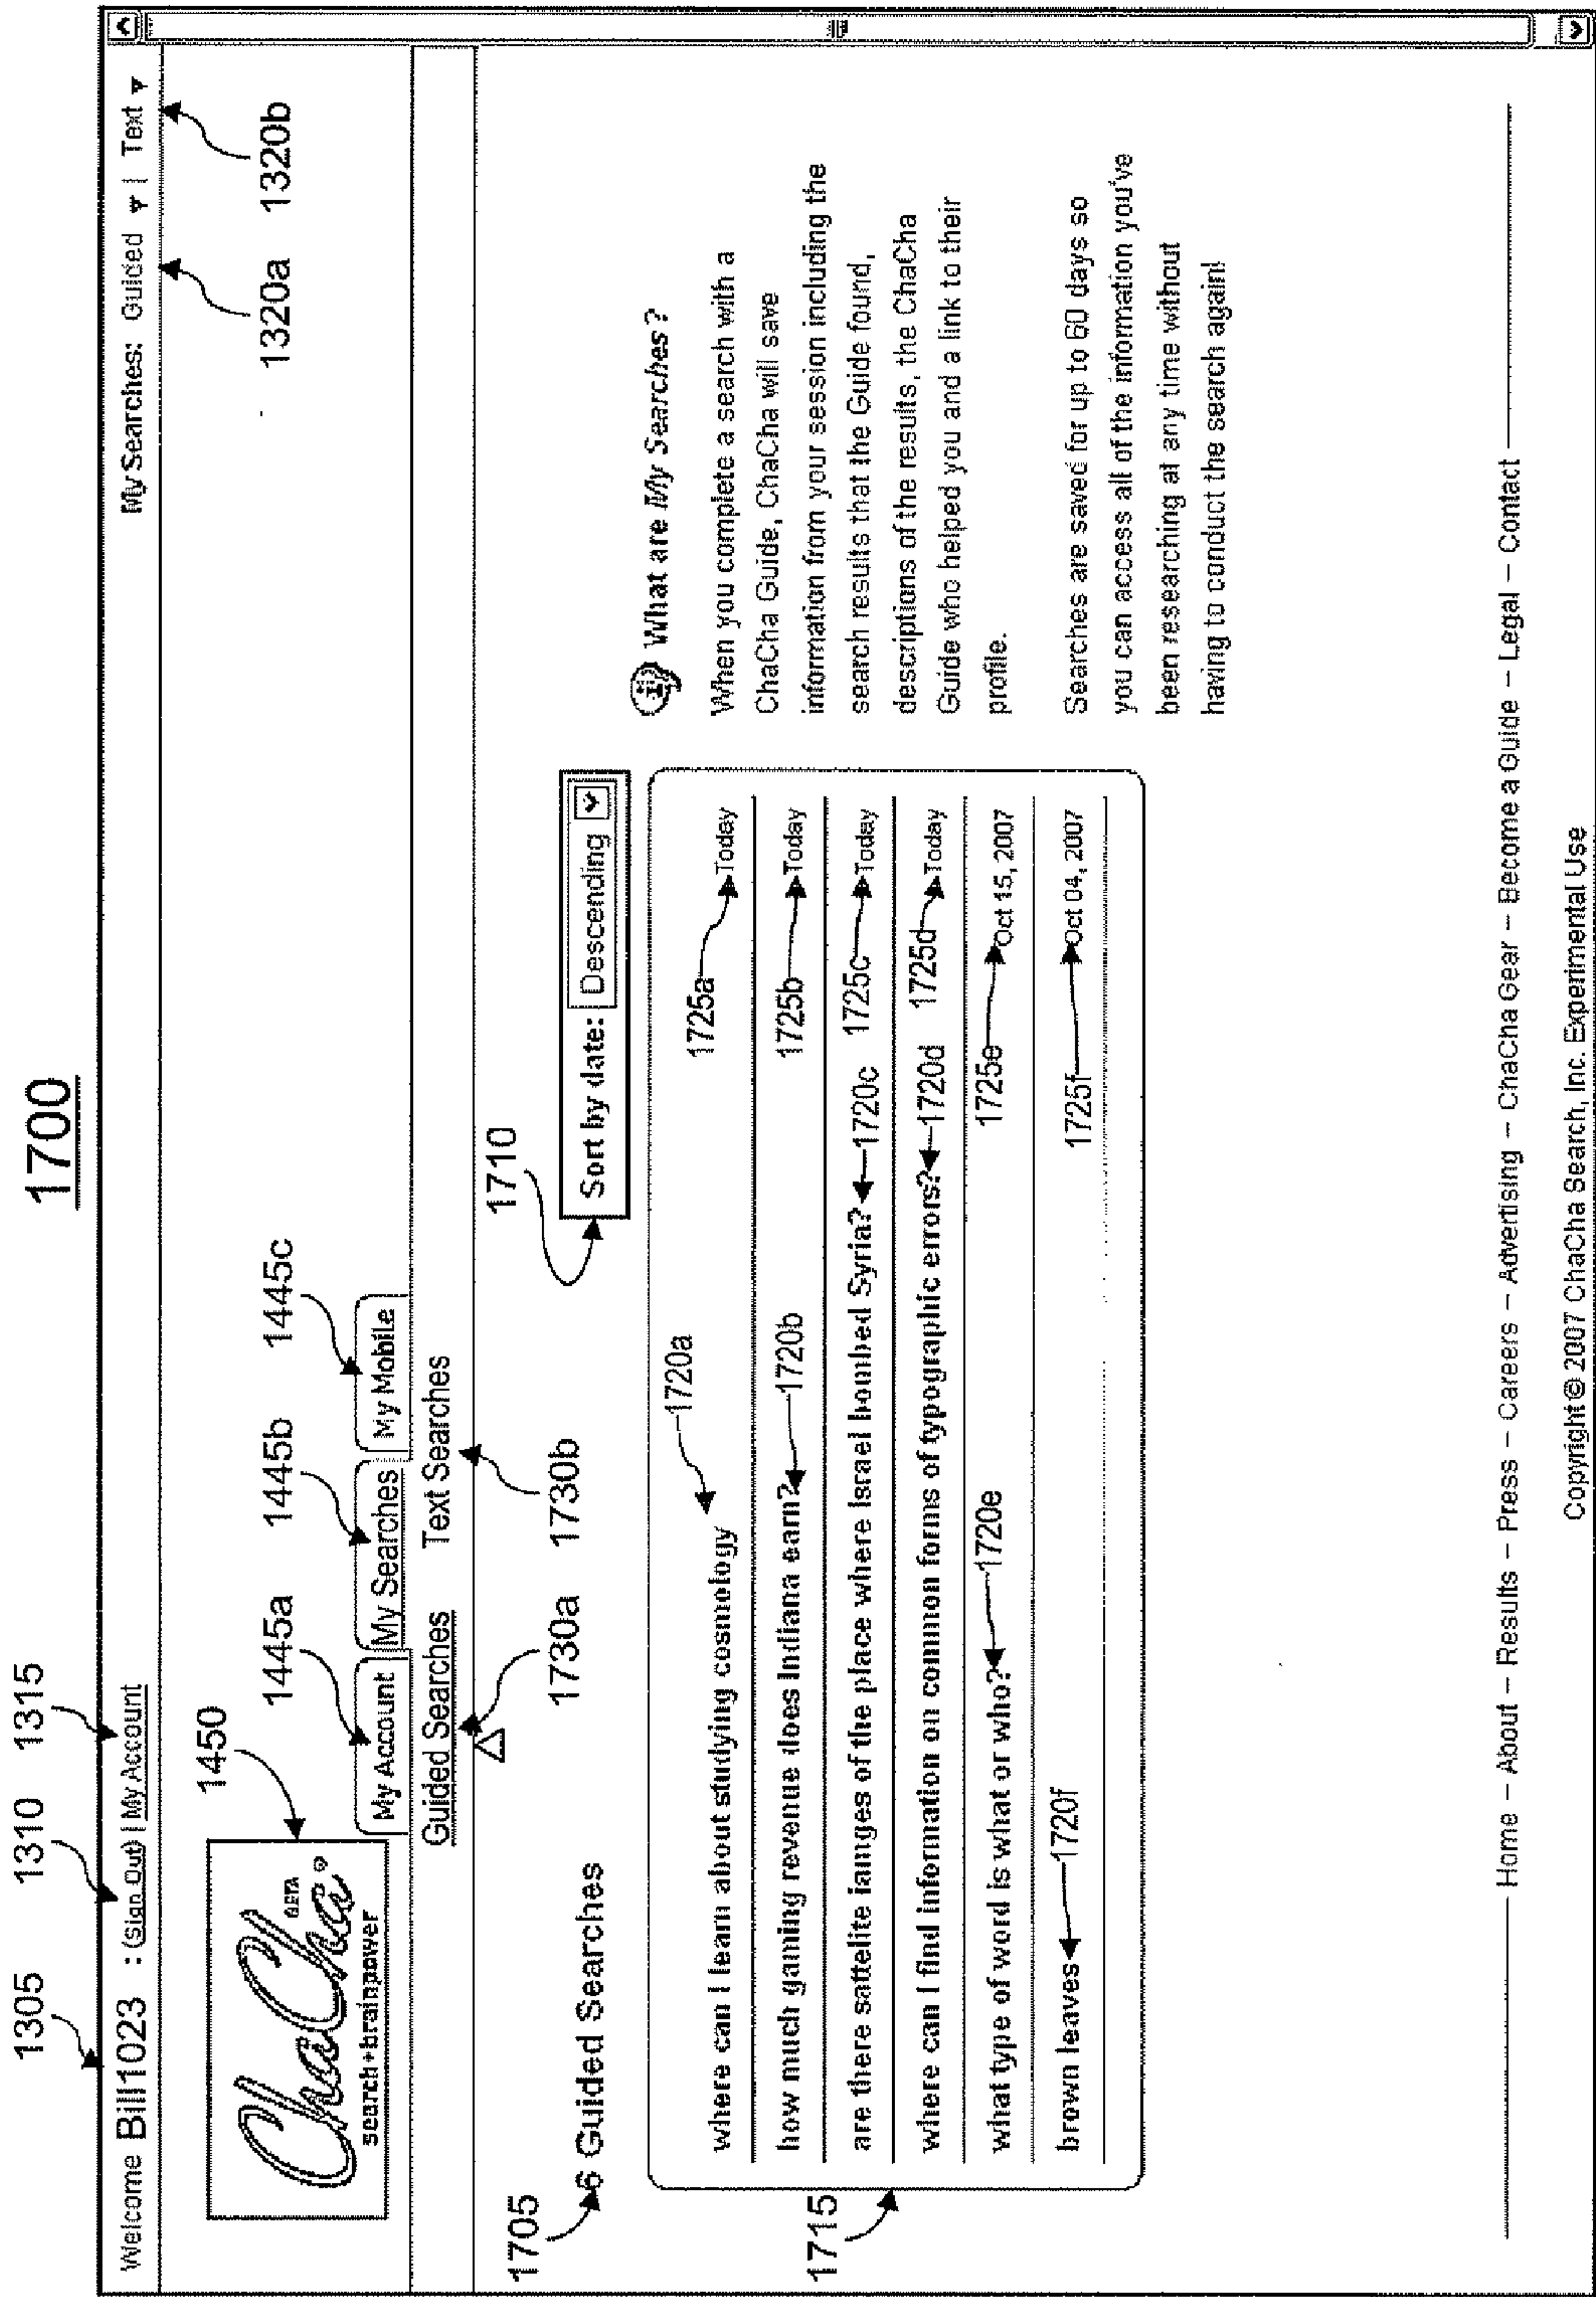 1700
1305 1310 1315
Welcome Bill1023 : (Sign Out) | My Account My Searches: Guided | Text
1320a 1320b
1450
ChaCha BETA
search+brainpower
1445a 1445b 1445c
My Account My Searches My Mobile
Guided Searches Text Searches
1730a 1730b
1705
6 Guided Searches
1710
Sort by date: Descending
1715
where can I learn about studying cosmology 1720a 1725a Today
how much gaming revenue does Indiana earn? 1720b 1725b Today
are there sattelite iamges of the place where Israel bombed Syria? 1720c 1725c Today
where can I find information on common forms of typographic errors? 1720d 1725d Today
what type of word is what or who? 1720e 1725e Oct 15, 2007
brown leaves 1720f 1725f Oct 04, 2007
What are My Searches?
When you complete a search with a
ChaCha Guide, ChaCha will save
information from your session including the
search results that the Guide found,
descriptions of the results, the ChaCha
Guide who helped you and a link to their
profile.
Searches are saved for up to 60 days so
you can access all of the information you've
been researching at any time without
having to conduct the search again!
Home – About – Results – Press – Careers – Advertising – ChaCha Gear – Become a Guide – Legal – Contact
Copyright © 2007 ChaCha Search, Inc. Experimental Use